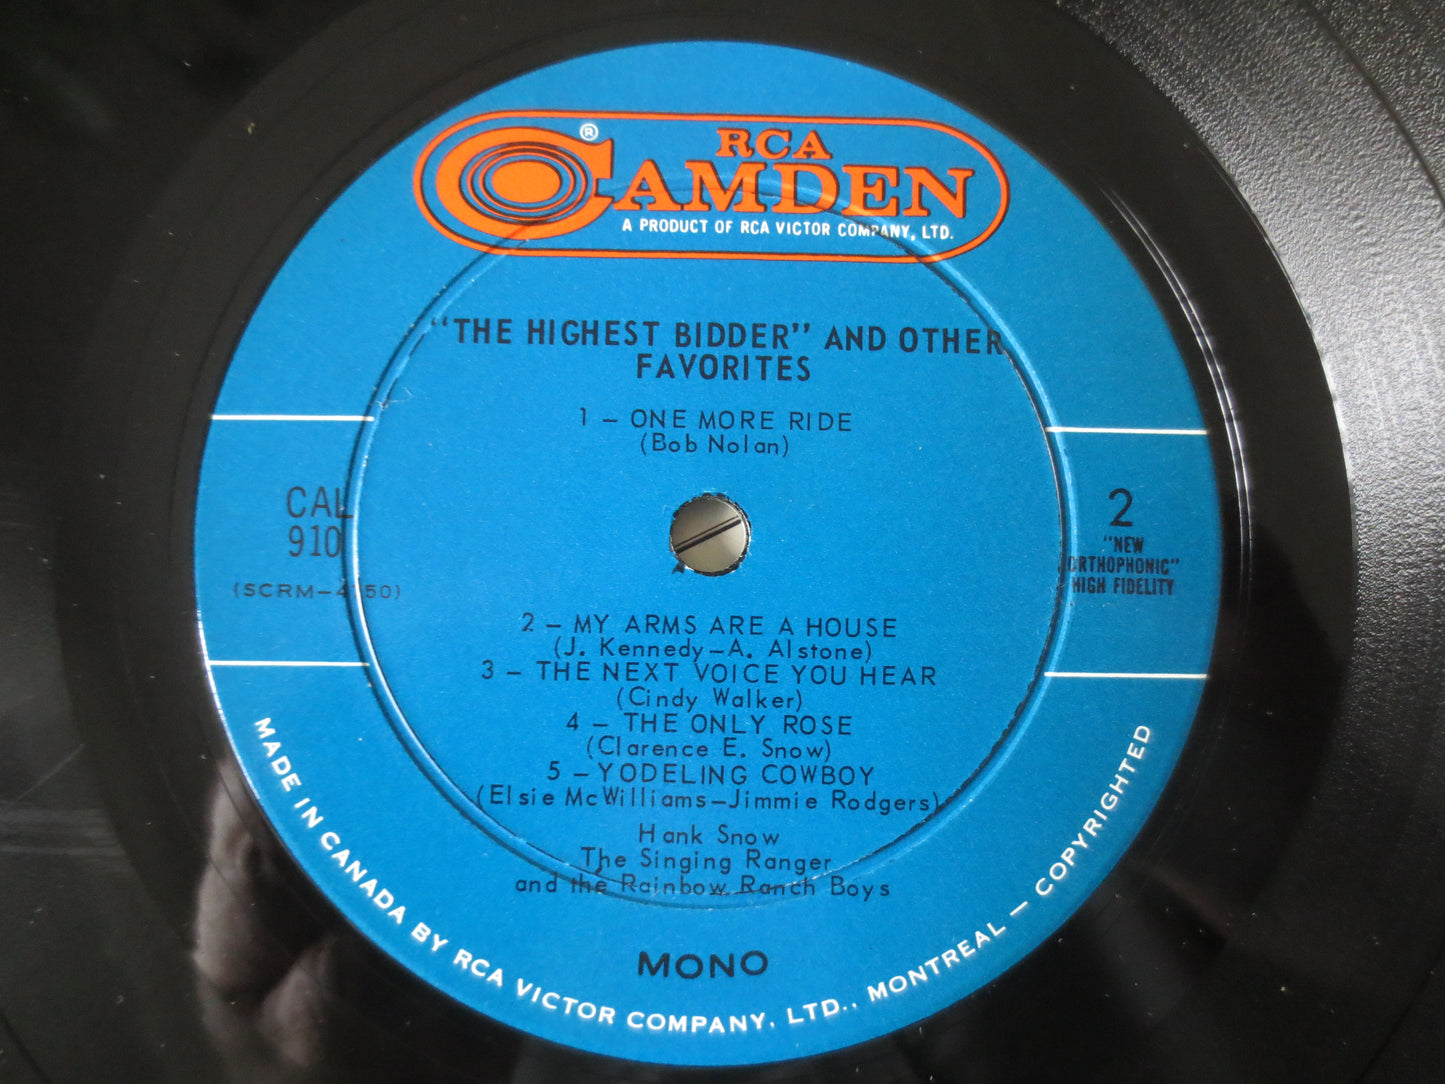 RCA
CAMDEN
®
A PRODUCT OF RCA VICTOR COMPANY, LTD.
"THE HIGHEST BIDDER" AND OTHER
FAVORITES
1 – ONE MORE RIDE
(Bob Nolan)
CAL
910
2
"NEW
ORTHOPHONIC"
HIGH FIDELITY
2 – MY ARMS ARE A HOUSE
(J. Kennedy–A. Alstone)
3 – THE NEXT VOICE YOU HEAR
(Cindy Walker)
4 – THE ONLY ROSE
(Clarence E. Snow)
5 – YODELING COWBOY
(Elsie McWilliams–Jimmie Rodgers)
Hank Snow
The Singing Ranger
and the Rainbow Ranch Boys
MONO
MADE IN CANADA BY RCA VICTOR COMPANY, LTD., MONTREAL — COPYRIGHTED